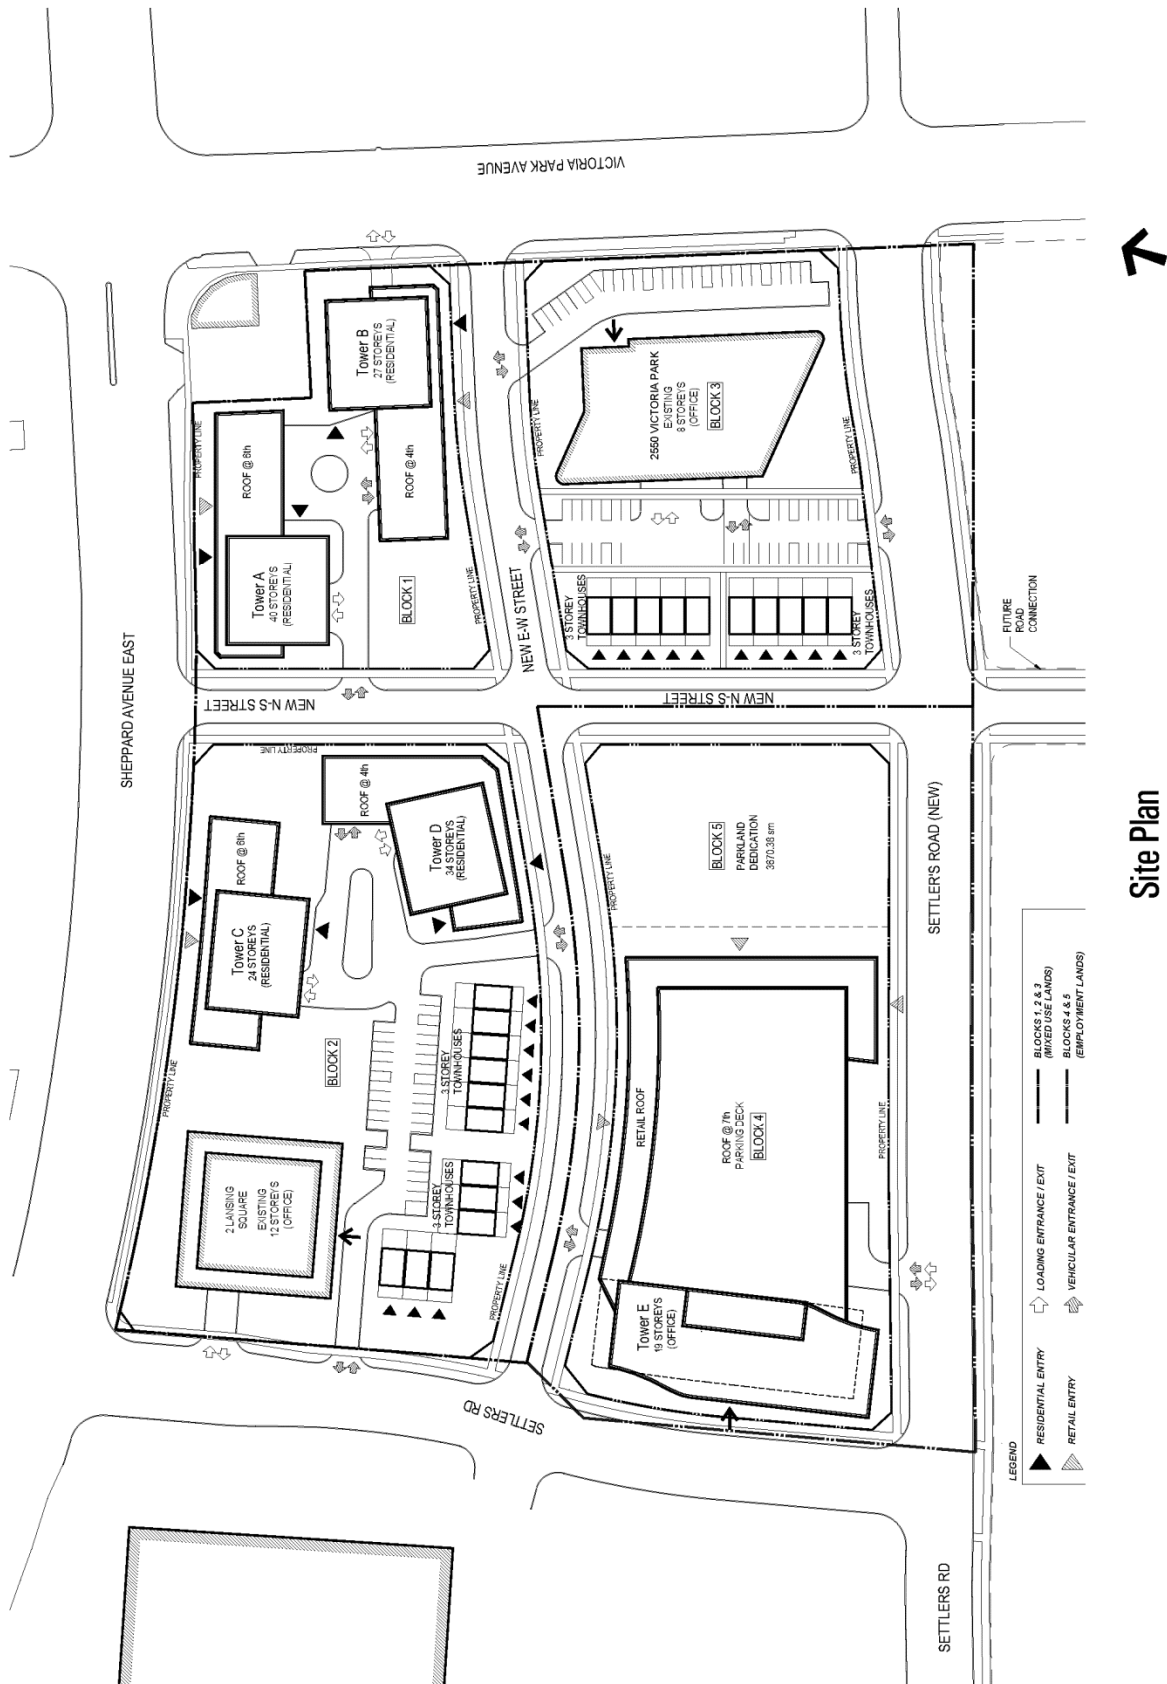 VICTORIA PARK AVENUE
SHEPPARD AVENUE EAST
Tower A
40 STOREYS
(RESIDENTIAL)
ROOF @ 6th
PROPERTY LINE
Tower B
27 STOREYS
(RESIDENTIAL)
ROOF @ 4th
BLOCK 1
PROPERTY LINE
NEW N-S STREET
NEW E-W STREET
PROPERTY LINE
2550 VICTORIA PARK
EXISTING
8 STOREYS
(OFFICE)
BLOCK 3
PROPERTY LINE
3 STOREY
TOWNHOUSES
3 STOREY
TOWNHOUSES
NEW N-S STREET
FUTURE
ROAD
CONNECTION
PROPERTY LINE
ROOF @ 4th
Tower D
34 STOREYS
(RESIDENTIAL)
ROOF @ 6th
Tower C
24 STOREYS
(RESIDENTIAL)
PROPERTY LINE
BLOCK 2
3 STOREY
TOWNHOUSES
3 STOREY
TOWNHOUSES
2 LANSING
SQUARE
EXISTING
12 STOREYS
(OFFICE)
PROPERTY LINE
SETTLERS RD
PROPERTY LINE
BLOCK 5
PARKLAND
DEDICATION
3670.38 sm
RETAIL ROOF
ROOF @ 7th
PARKING DECK
BLOCK 4
PROPERTY LINE
Tower E
19 STOREYS
(OFFICE)
SETTLER'S ROAD (NEW)
SETTLERS RD
LEGEND
RESIDENTIAL ENTRY
RETAIL ENTRY
LOADING ENTRANCE / EXIT
VEHICULAR ENTRANCE / EXIT
BLOCKS 1, 2 & 3
(MIXED USE LANDS)
BLOCKS 4 & 5
(EMPLOYMENT LANDS)
Site Plan